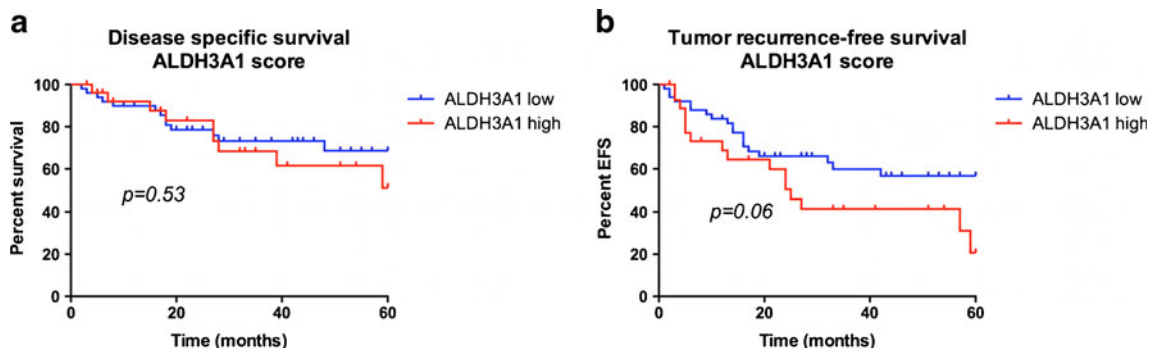 a
Disease specific survival
ALDH3A1 score
100
80
60
40
20
0
Percent survival
0 20 40 60
Time (months)
ALDH3A1 low
ALDH3A1 high
p=0.53
b
Tumor recurrence-free survival
ALDH3A1 score
100
80
60
40
20
0
Percent EFS
0 20 40 60
Time (months)
ALDH3A1 low
ALDH3A1 high
p=0.06